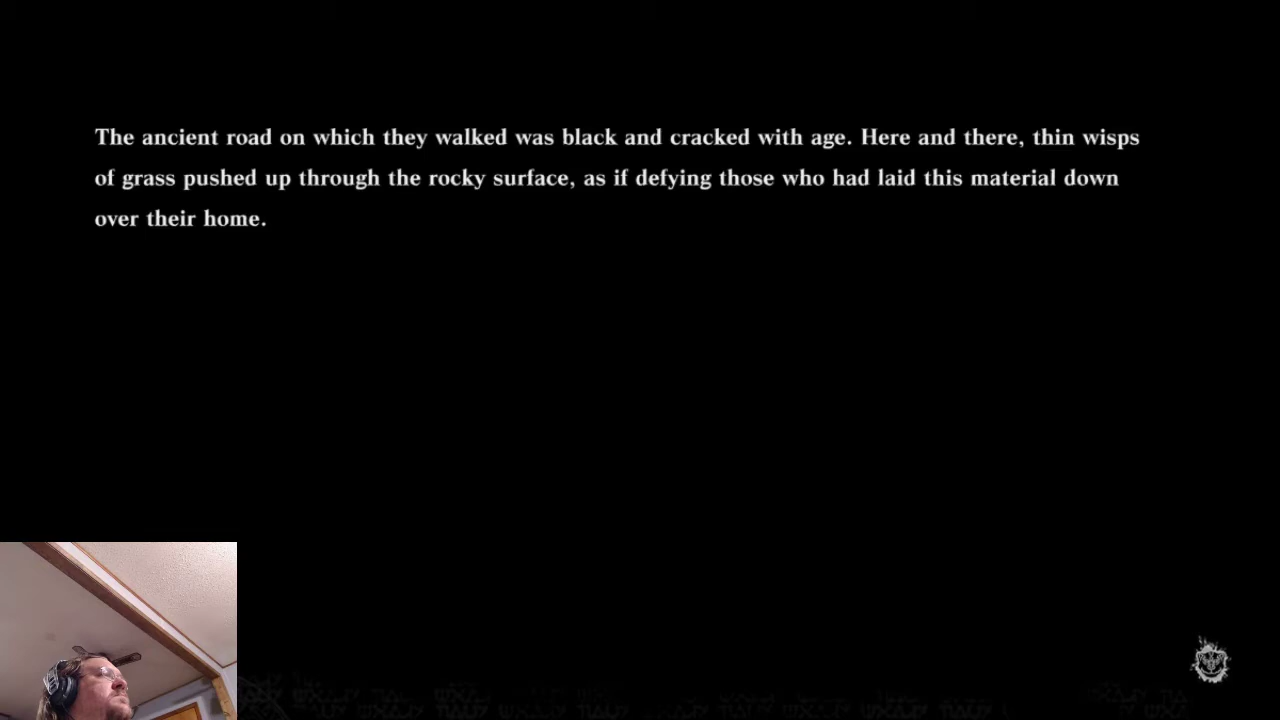 The ancient road on which they walked was black and cracked with age. Here and there, thin wisps
of grass pushed up through the rocky surface, as if defying those who had laid this material down
over their home.